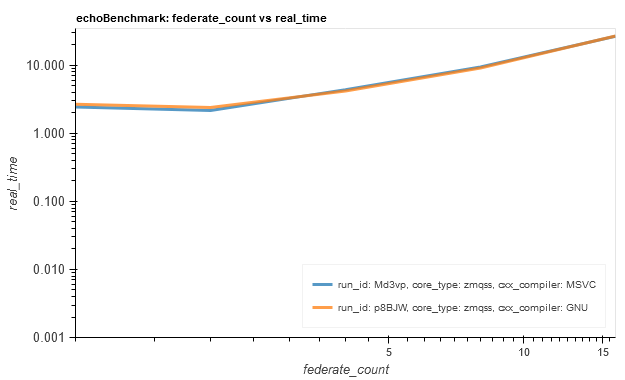 echoBenchmark: federate_count vs real_time
10.000
1.000
0.100
0.010
0.001
real_time
run_id: Md3vp, core_type: zmqss, cxx_compiler: MSVC
run_id: p8BJW, core_type: zmqss, cxx_compiler: GNU
5
10
15
federate_count